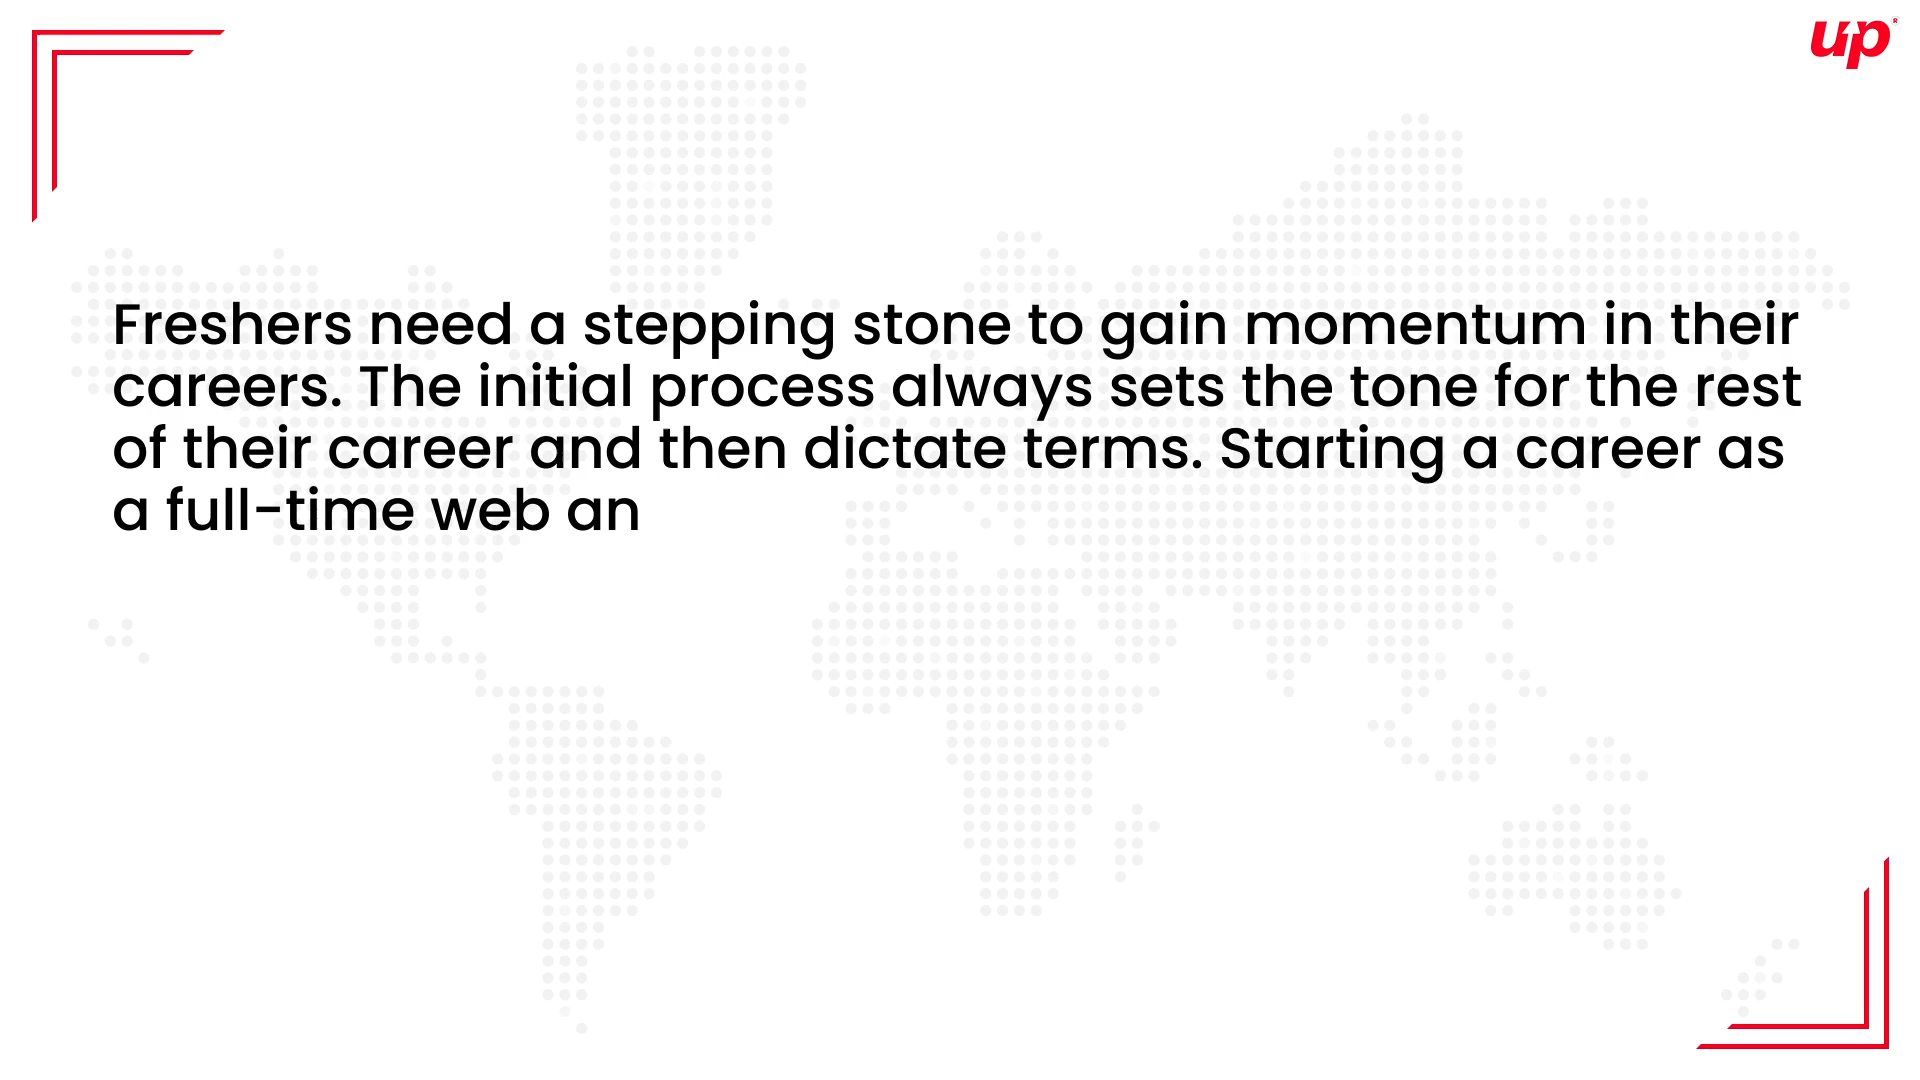 up
Freshers need a stepping stone to gain momentum in their
careers. The initial process always sets the tone for the rest
of their career and then dictate terms. Starting a career as
a full-time web an